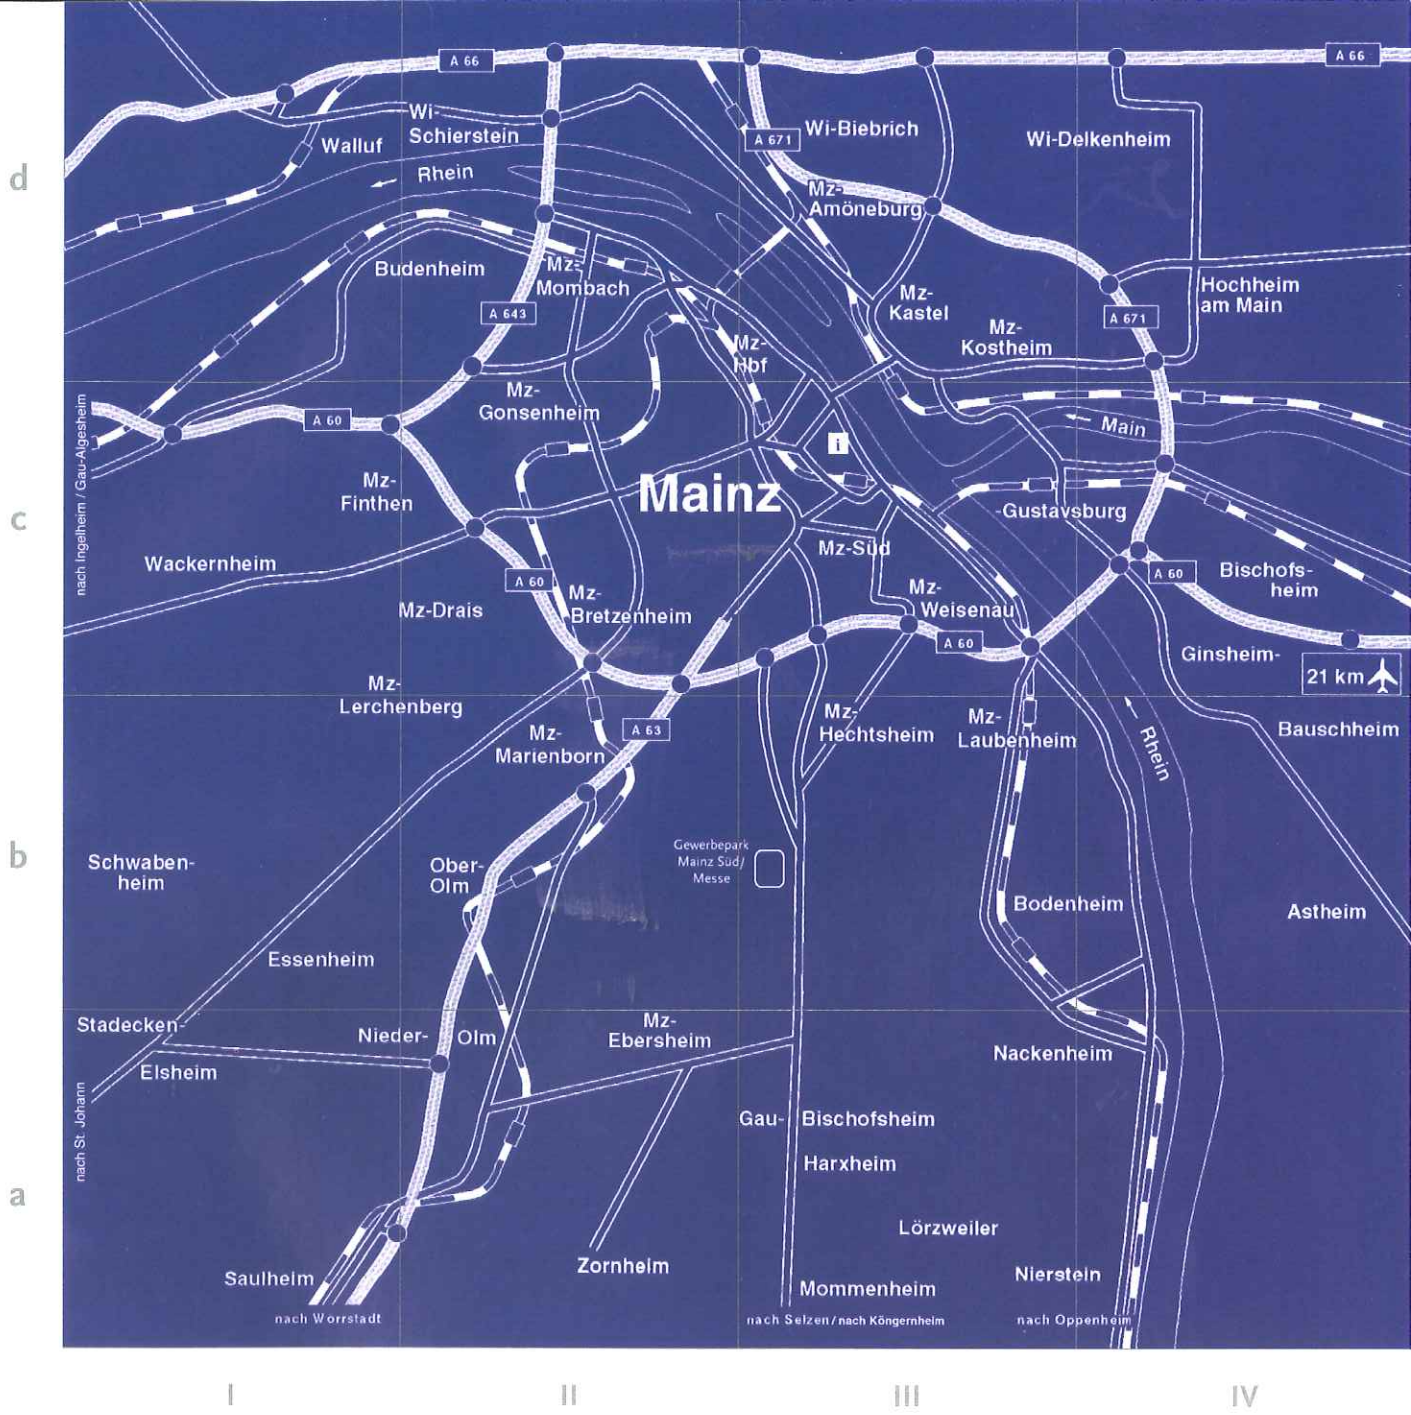 A 66
A 66
Wi-
Schierstein
Walluf
Wi-Biebrich
Wi-Delkenheim
A 671
Rhein
Mz-
Amöneburg
Budenheim
Mz-
Mombach
A 643
Mz-
Kastel
Hochheim
am Main
A 671
Mz-
Kostheim
Mz-
Hbf
Mz-
Gonsenheim
A 60
Main
i
Mz-
Finthen
Mainz
-Gustavsburg
nach Ingelheim / Gau-Algesheim
Mz-Süd
Wackernheim
A 60
A 60
Bischofs-
heim
Mz-Drais
Mz-
Bretzenheim
Mz-
Weisenau
A 60
Ginsheim-
21 km
Mz-
Lerchenberg
Mz-
Marienborn
A 63
Mz-
Hechtsheim
Mz-
Laubenheim
Rhein
Bauschheim
Schwaben-
heim
Ober-
Olm
Gewerbepark
Mainz Süd/
Messe
Bodenheim
Astheim
Essenheim
Stadecken-
Elsheim
Nieder-
Olm
Mz-
Ebersheim
Nackenheim
nach St. Johann
Gau-
Bischofsheim
Harxheim
Lörzweiler
Saulheim
Zornheim
Mommenheim
Nierstein
nach Wörrstadt
nach Selzen / nach Köngernheim
nach Oppenheim
d
c
b
a
I
II
III
IV